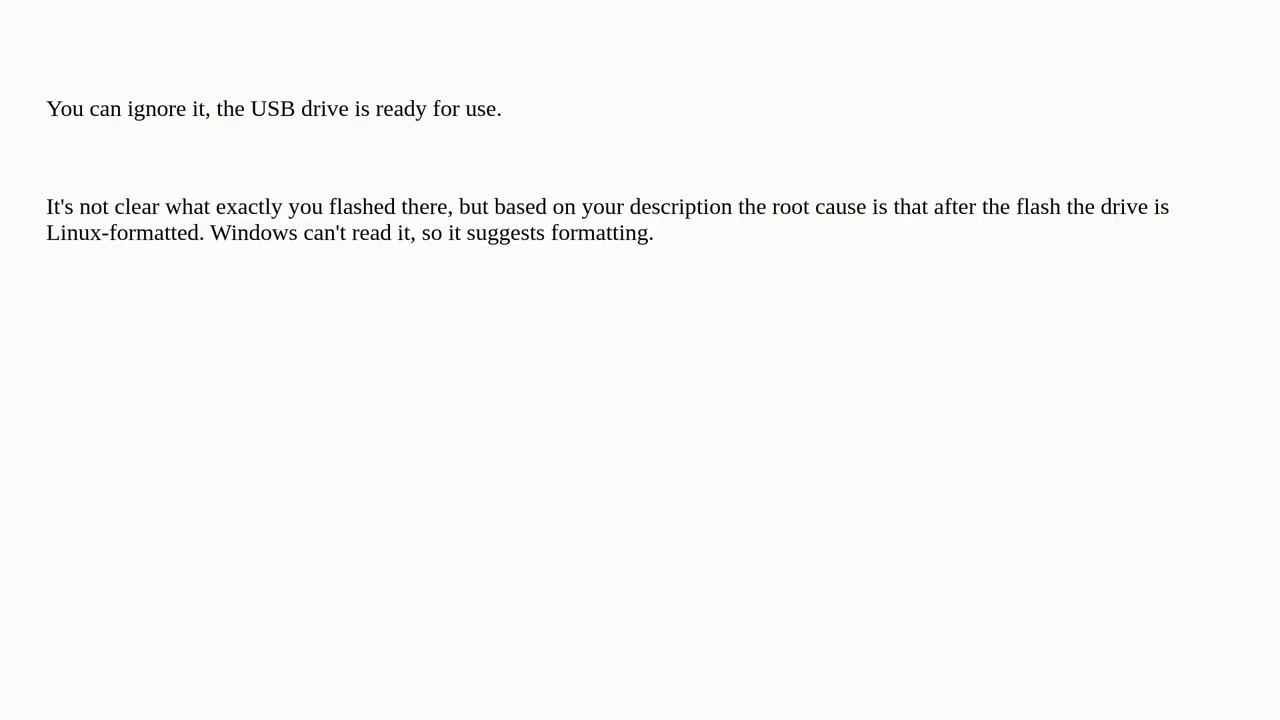 You can ignore it, the USB drive is ready for use.
It's not clear what exactly you flashed there, but based on your description the root cause is that after the flash the drive is
Linux-formatted. Windows can't read it, so it suggests formatting.